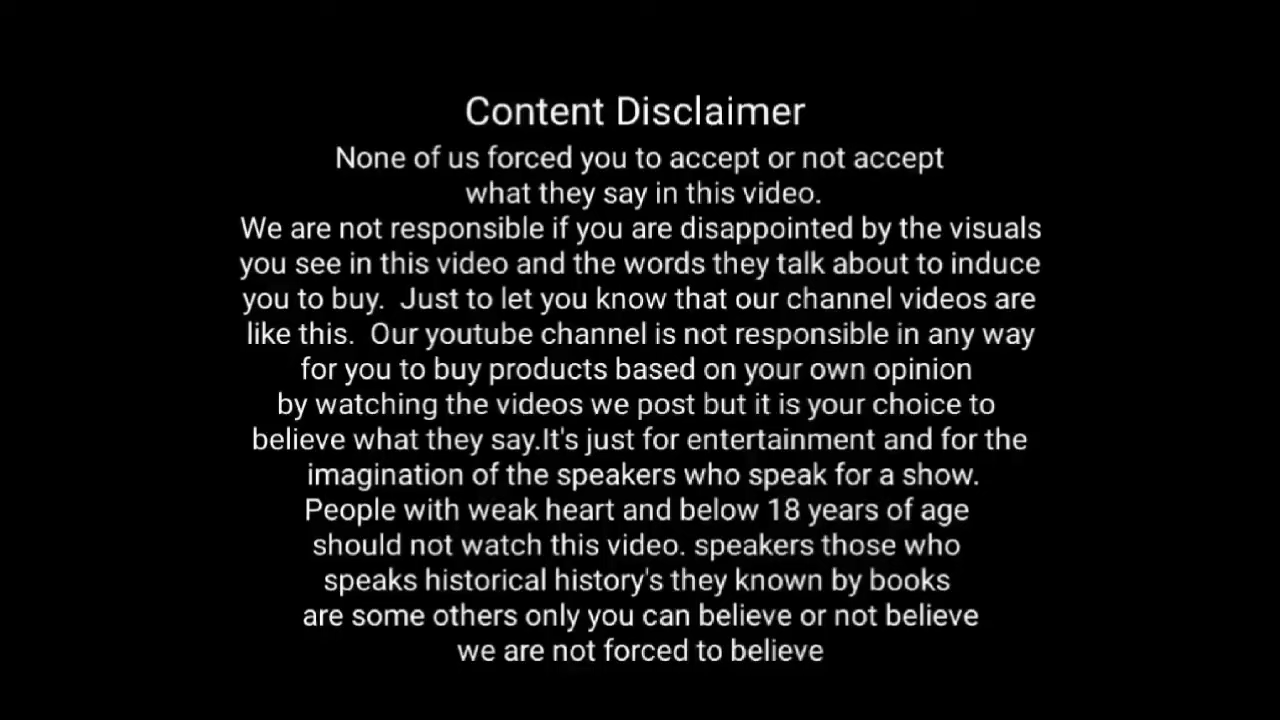 Content Disclaimer
None of us forced you to accept or not accept
what they say in this video.
We are not responsible if you are disappointed by the visuals
you see in this video and the words they talk about to induce
you to buy.  Just to let you know that our channel videos are
like this.  Our youtube channel is not responsible in any way
for you to buy products based on your own opinion
by watching the videos we post but it is your choice to
believe what they say.It's just for entertainment and for the
imagination of the speakers who speak for a show.
People with weak heart and below 18 years of age
should not watch this video. speakers those who
speaks historical history's they known by books
are some others only you can believe or not believe
we are not forced to believe